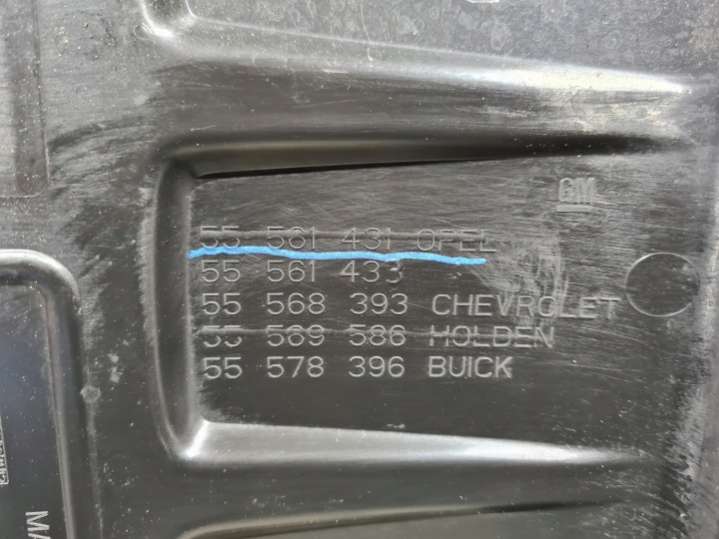 GM
55 561 431 OPEL
55 561 433
55 568 393 CHEVROLET
55 569 586 HOLDEN
55 578 396 BUICK
MA